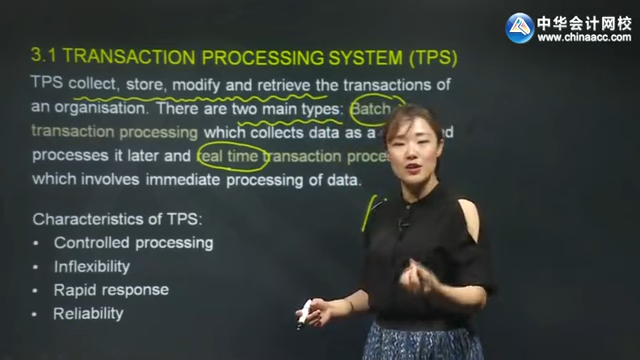 中华会计网校
www.chinaacc.com
3.1 TRANSACTION PROCESSING SYSTEM (TPS)
TPS collect, store, modify and retrieve the transactions of
an organisation. There are two main types: Batch
transaction processing which collects data as a
processes it later and real time transaction
which involves immediate processing of data.
Characteristics of TPS:
• Controlled processing
• Inflexibility
• Rapid response
• Reliability